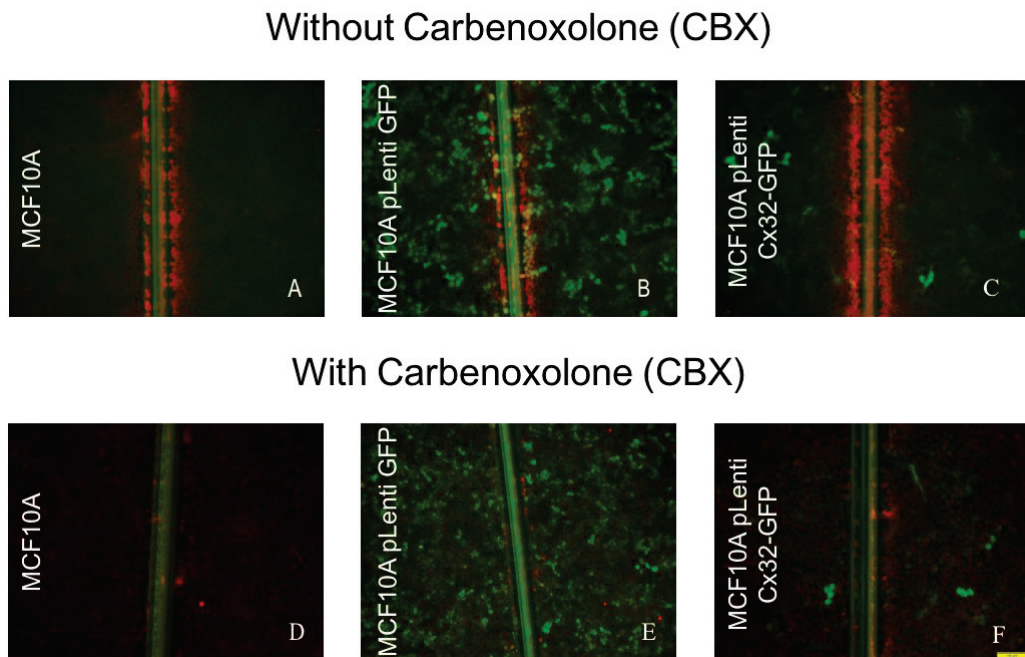 Without Carbenoxolone (CBX)
MCF10A
A
MCF10A pLenti GFP
B
MCF10A pLenti
Cx32-GFP
C
With Carbenoxolone (CBX)
MCF10A
D
MCF10A pLenti GFP
E
MCF10A pLenti
Cx32-GFP
F